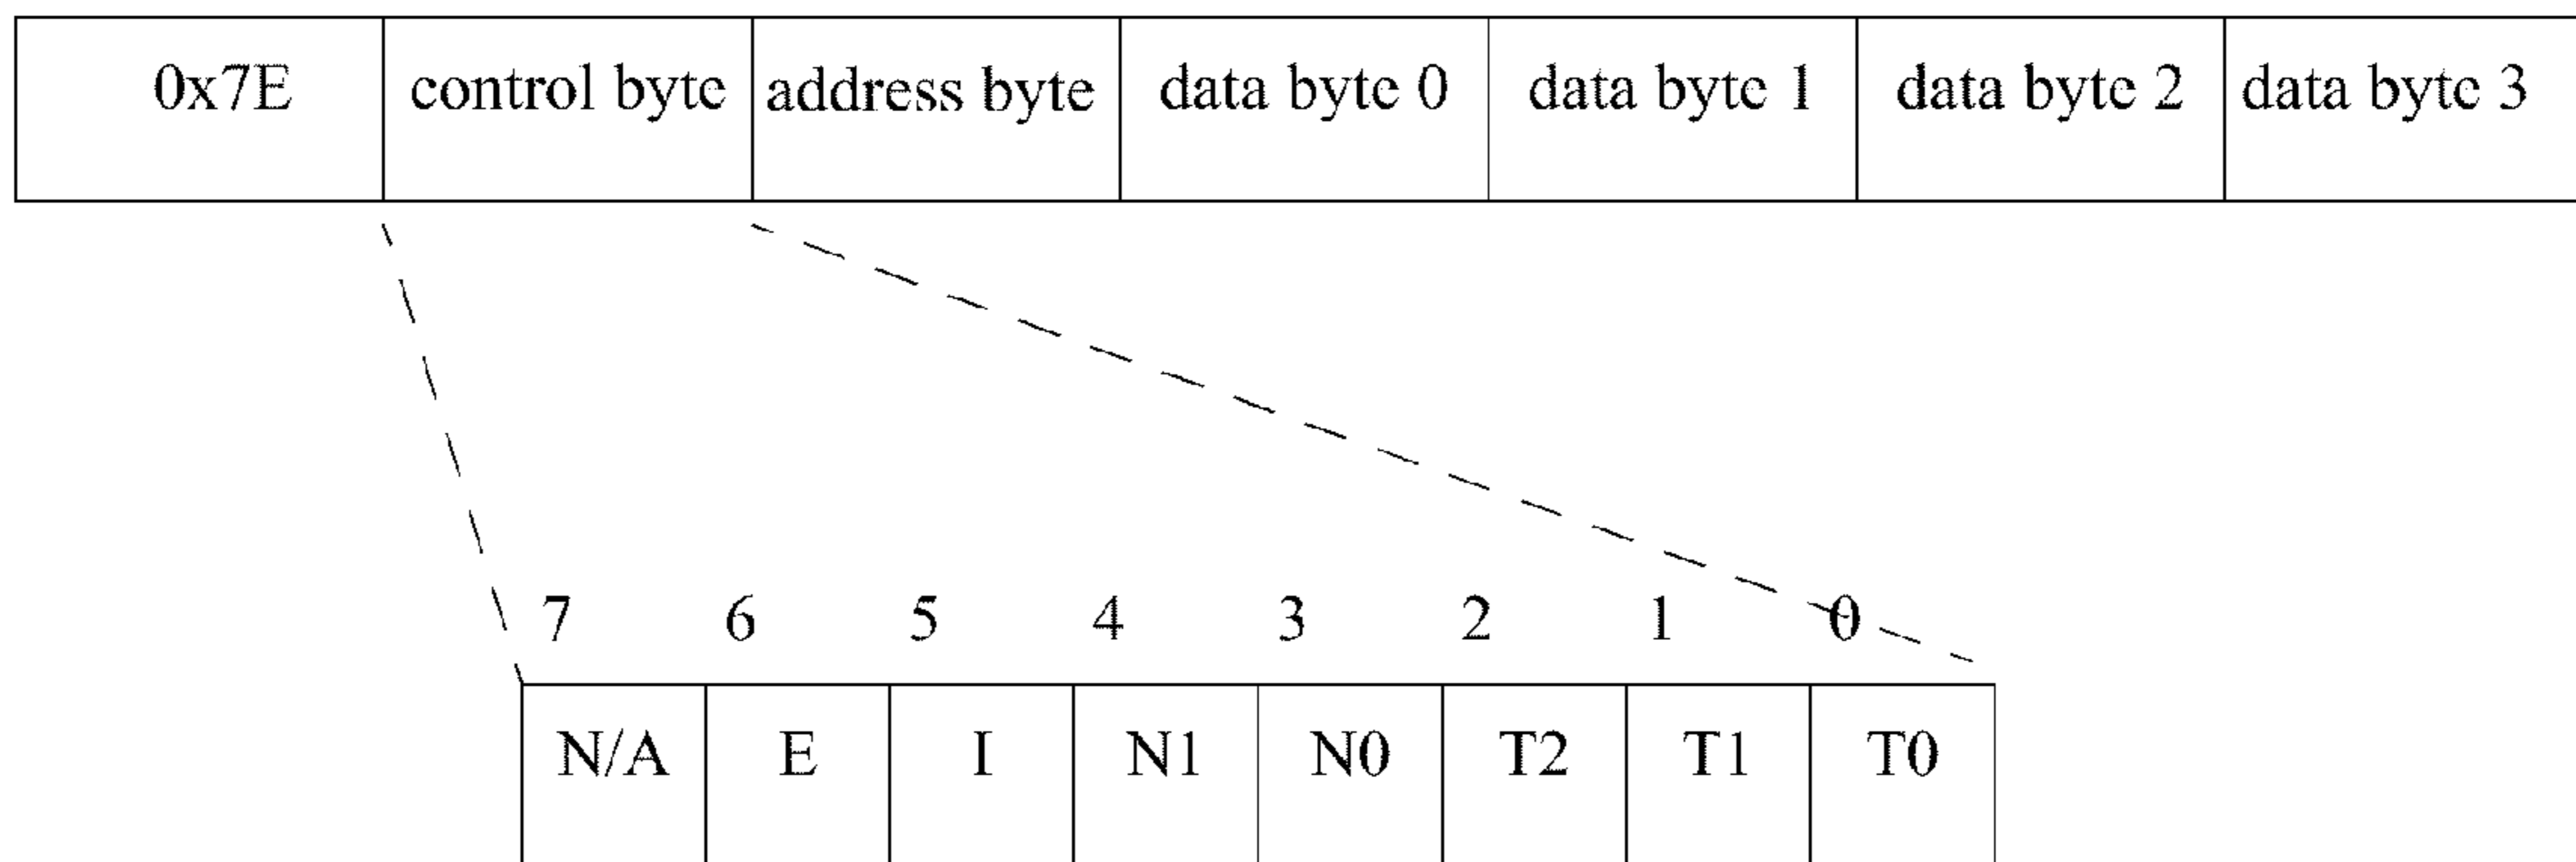 0x7E control byte address byte data byte 0 data byte 1 data byte 2 data byte 3
7 6 5 4 3 2 1 0
N/A E I N1 N0 T2 T1 T0